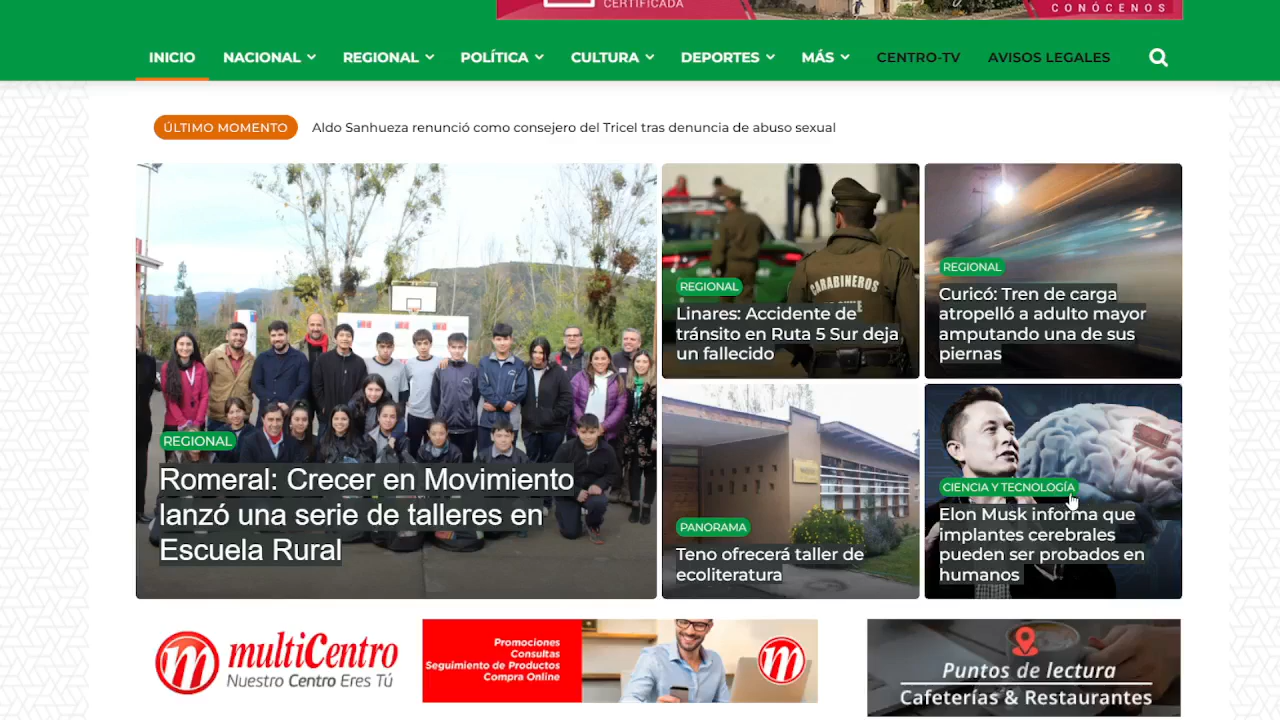 CERTIFICADA
CONÓCENOS
INICIO NACIONAL REGIONAL POLÍTICA CULTURA DEPORTES MÁS CENTRO-TV AVISOS LEGALES
ÚLTIMO MOMENTO Aldo Sanhueza renunció como consejero del Tricel tras denuncia de abuso sexual
REGIONAL
Romeral: Crecer en Movimiento
lanzó una serie de talleres en
Escuela Rural
CARABINEROS
REGIONAL
Linares: Accidente de
tránsito en Ruta 5 Sur deja
un fallecido
REGIONAL
Curicó: Tren de carga
atropelló a adulto mayor
amputando una de sus
piernas
PANORAMA
Teno ofrecerá taller de
ecoliteratura
CIENCIA Y TECNOLOGÍA
Elon Musk informa que
implantes cerebrales
pueden ser probados en
humanos
m multiCentro
Nuestro Centro Eres Tú
Promociones
Consultas
Seguimiento de Productos
Compra Online
m
Puntos de lectura
Cafeterías & Restaurantes